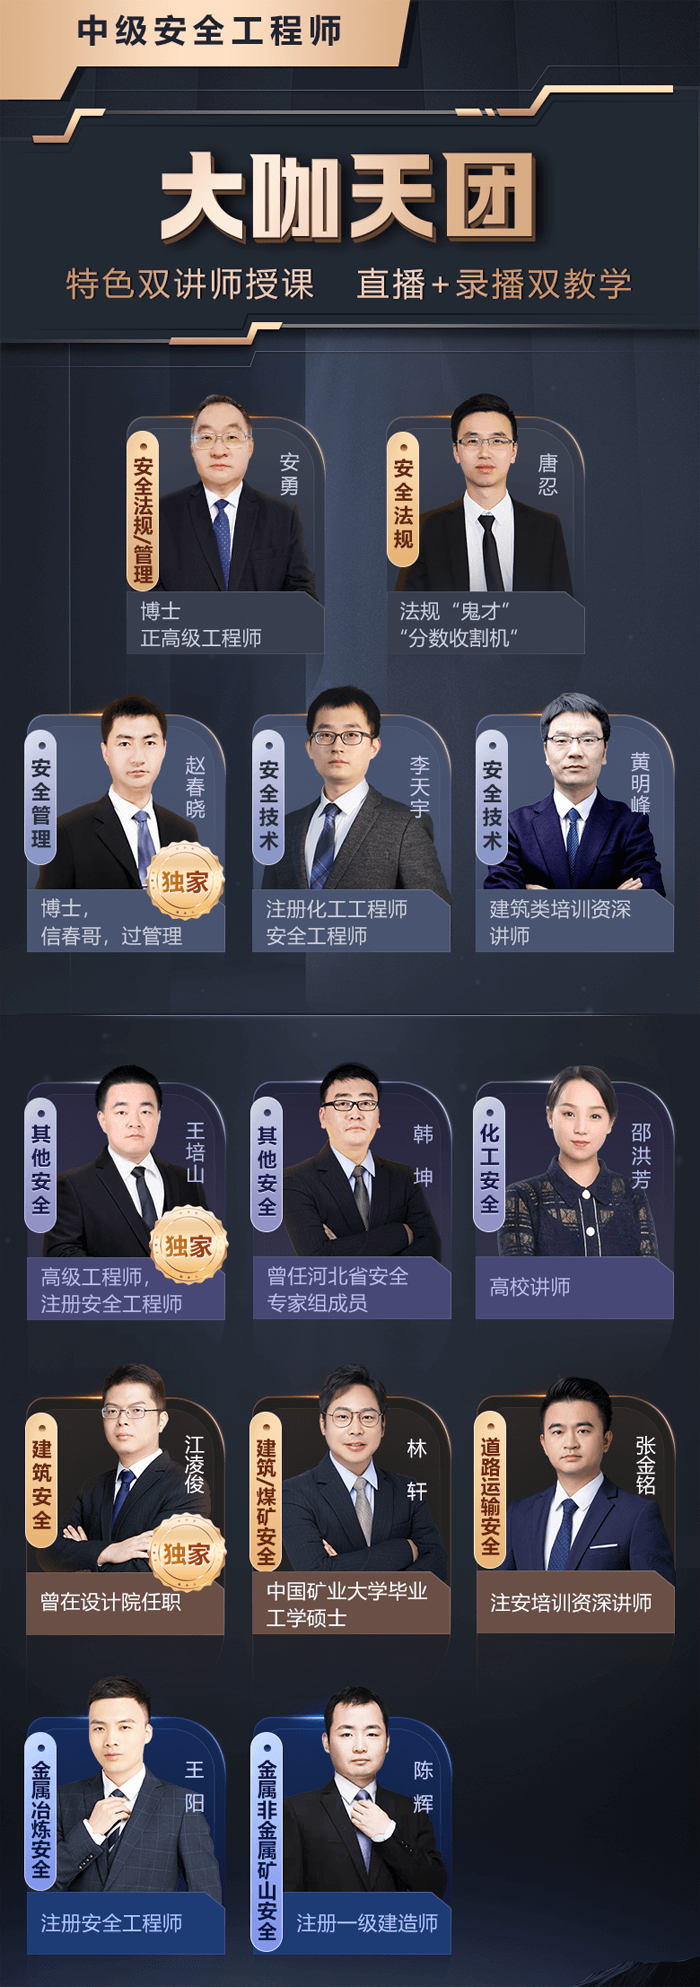 中级安全工程师
大咖天团
特色双讲师授课 直播+录播双教学
安全法规/管理
安勇
博士
正高级工程师
安全法规
唐忍
法规“鬼才”
“分数收割机”
安全管理
赵春晓
独家
博士，
信春哥，过管理
安全技术
李天宇
注册化工工程师
安全工程师
安全技术
黄明峰
建筑类培训资深
讲师
其他安全
王培山
独家
高级工程师，
注册安全工程师
其他安全
韩坤
曾任河北省安全
专家组成员
化工安全
邵洪芳
高校讲师
建筑安全
江凌俊
独家
曾在设计院任职
建筑/煤矿安全
林轩
中国矿业大学毕业
工学硕士
道路运输安全
张金铭
注安培训资深讲师
金属冶炼安全
王阳
注册安全工程师
金属非金属矿山安全
陈辉
注册一级建造师